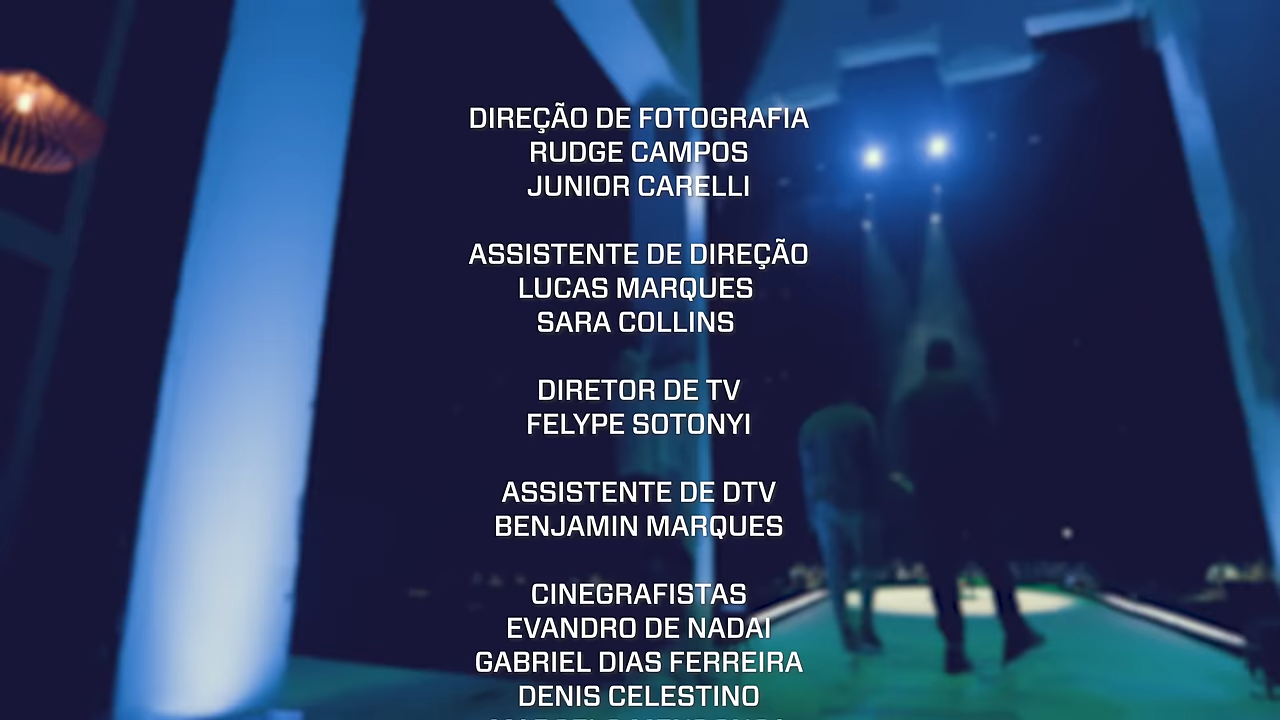 DIREÇÃO DE FOTOGRAFIA
RUDGE CAMPOS
JUNIOR CARELLI
ASSISTENTE DE DIREÇÃO
LUCAS MARQUES
SARA COLLINS
DIRETOR DE TV
FELYPE SOTONYI
ASSISTENTE DE DTV
BENJAMIN MARQUES
CINEGRAFISTAS
EVANDRO DE NADAI
GABRIEL DIAS FERREIRA
DENIS CELESTINO